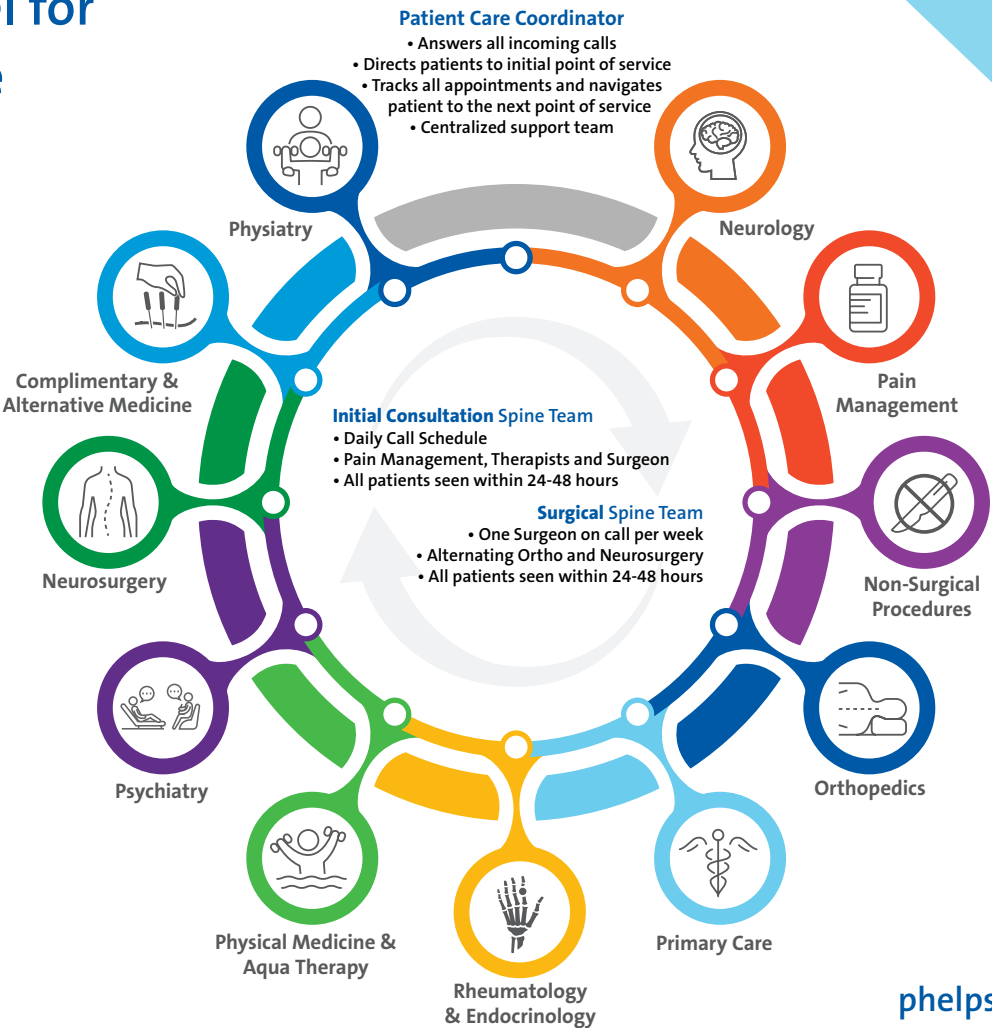 el for
Patient Care Coordinator
• Answers all incoming calls
• Directs patients to initial point of service
• Tracks all appointments and navigates
patient to the next point of service
• Centralized support team
Physiatry
Neurology
Complimentary &
Alternative Medicine
Pain
Management
Initial Consultation Spine Team
• Daily Call Schedule
• Pain Management, Therapists and Surgeon
• All patients seen within 24-48 hours
Surgical Spine Team
• One Surgeon on call per week
• Alternating Ortho and Neurosurgery
• All patients seen within 24-48 hours
Neurosurgery
Non-Surgical
Procedures
Psychiatry
Orthopedics
Physical Medicine &
Aqua Therapy
Primary Care
Rheumatology
& Endocrinology
phelps